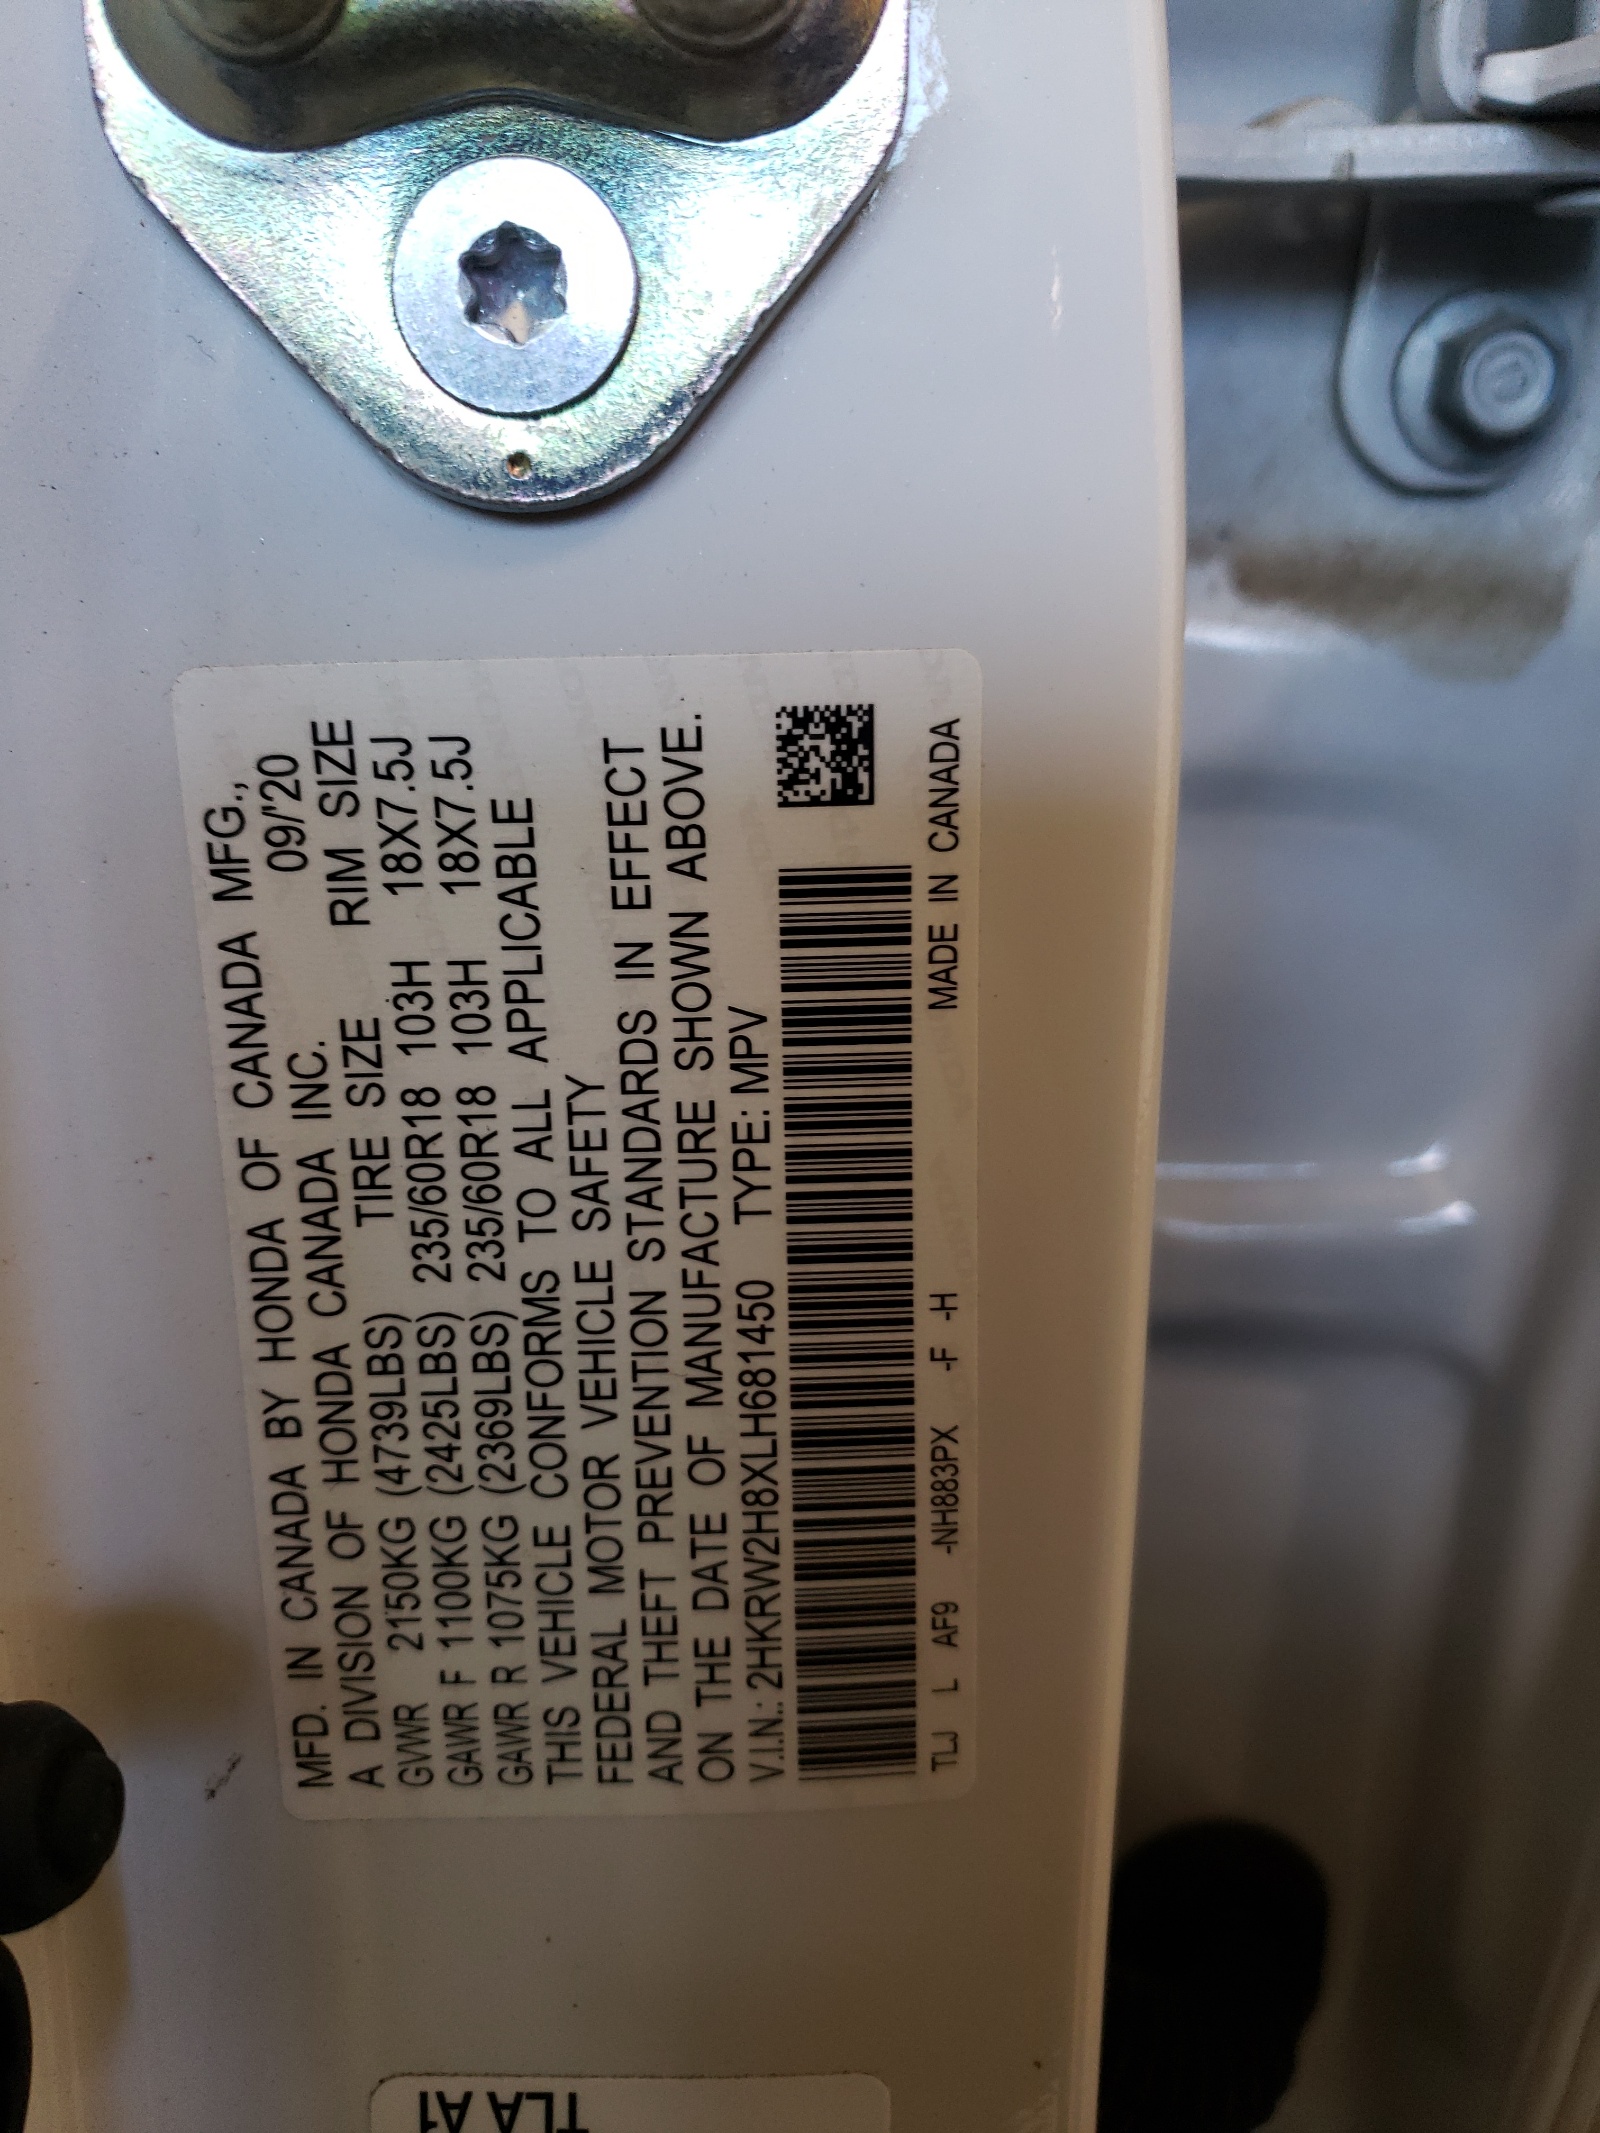 MFD. IN CANADA BY HONDA OF CANADA MFG.,
A DIVISION OF HONDA CANADA INC. 09/'20
TIRE SIZE RIM SIZE
GVWR 2150KG (4739LBS)
GAWR F 1100KG (2425LBS) 235/60R18 103H 18X7.5J
GAWR R 1075KG (2369LBS) 235/60R18 103H 18X7.5J
THIS VEHICLE CONFORMS TO ALL APPLICABLE
FEDERAL MOTOR VEHICLE SAFETY
AND THEFT PREVENTION STANDARDS IN EFFECT
ON THE DATE OF MANUFACTURE SHOWN ABOVE.
V.I.N.: 2HKRW2H8XLH681450 TYPE: MPV
TLJ L AF9 -NH883PX -F -H MADE IN CANADA
TLA A1